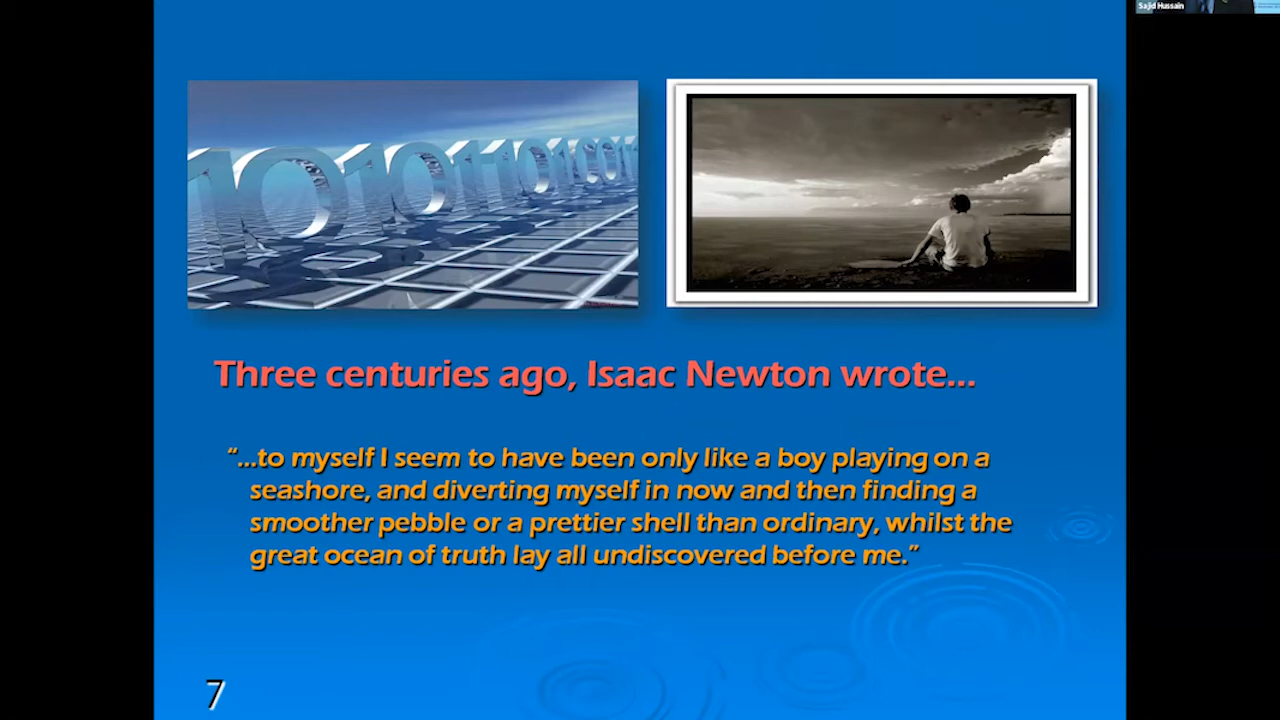 Sajid Hussain
1010110100
Three centuries ago, Isaac Newton wrote...
“...to myself I seem to have been only like a boy playing on a
seashore, and diverting myself in now and then finding a
smoother pebble or a prettier shell than ordinary, whilst the
great ocean of truth lay all undiscovered before me.”
7